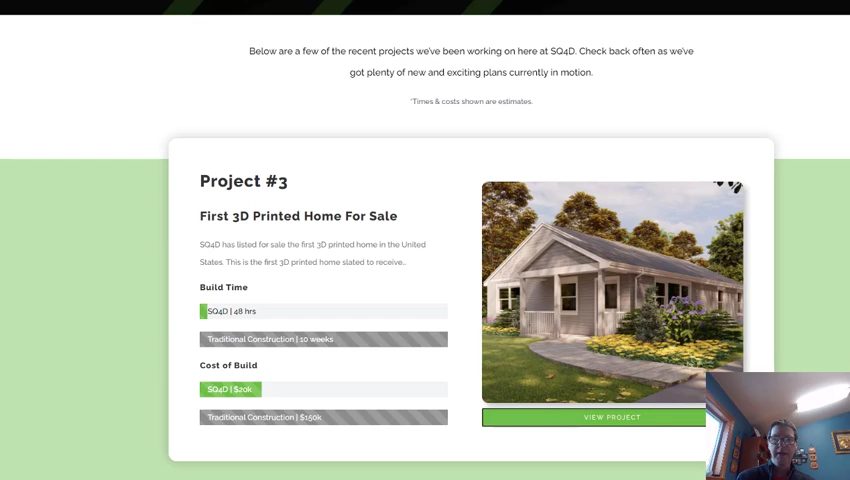 Below are a few of the recent projects we've been working on here at SQ4D. Check back often as we've
got plenty of new and exciting plans currently in motion.
*Times & costs shown are estimates.
Project #3
First 3D Printed Home For Sale
SQ4D has listed for sale the first 3D printed home in the United
States. This is the first 3D printed home slated to receive...
Build Time
SQ4D | 48 hrs
Traditional Construction | 10 weeks
Cost of Build
SQ4D | $20k
Traditional Construction | $150k
VIEW PROJECT